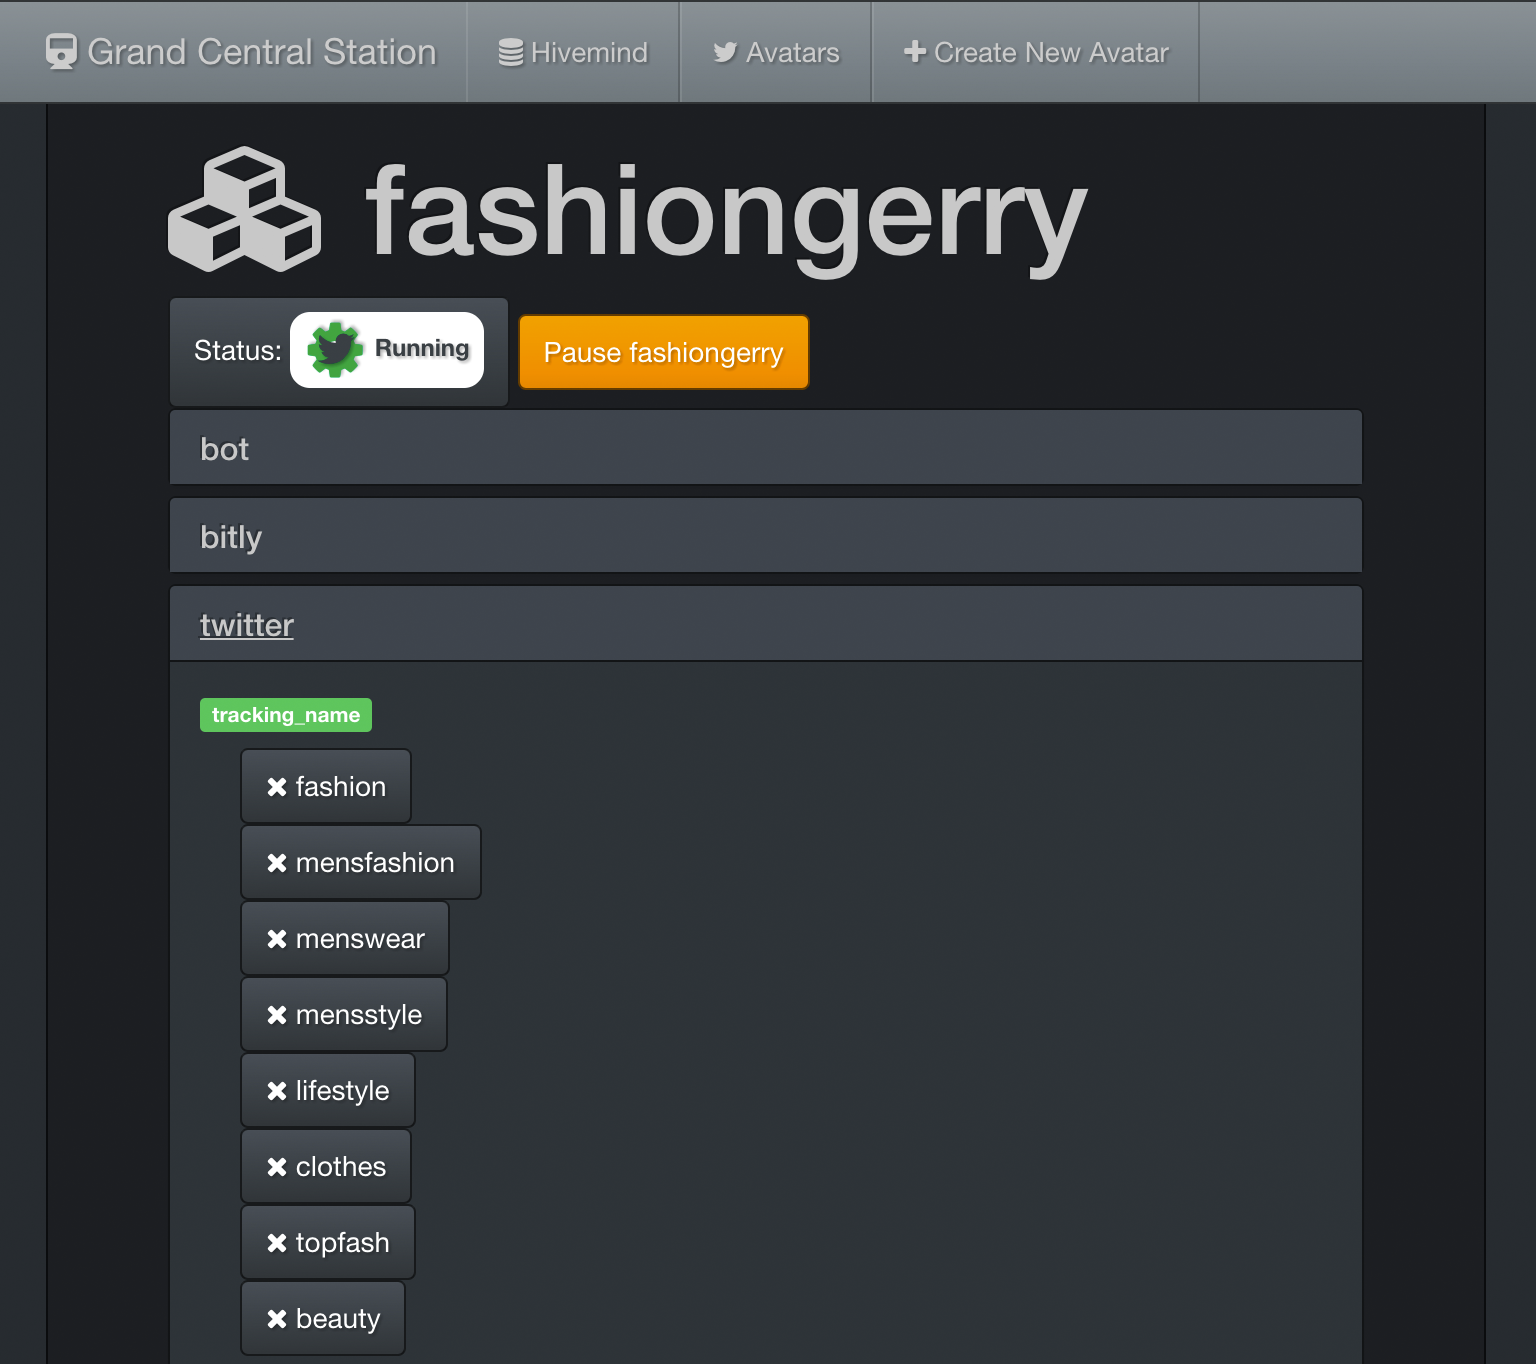 Grand Central Station Hivemind Avatars Create New Avatar
fashiongerry
Status: Running Pause fashiongerry
bot
bitly
twitter
tracking_name
fashion
mensfashion
menswear
mensstyle
lifestyle
clothes
topfash
beauty